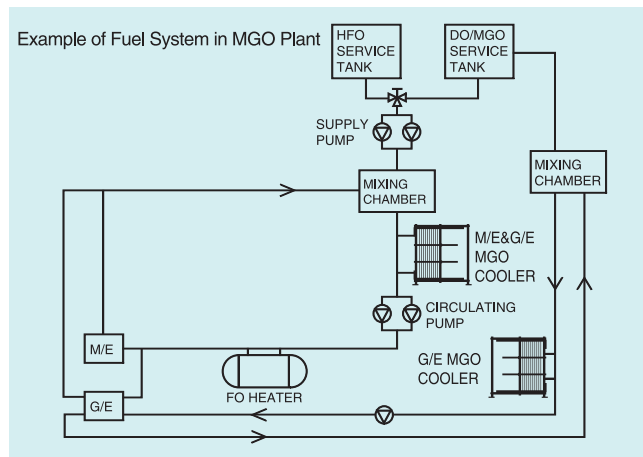 Example of Fuel System in MGO Plant
HFO
SERVICE
TANK
DO/MGO
SERVICE
TANK
SUPPLY
PUMP
MIXING
CHAMBER
MIXING
CHAMBER
M/E&G/E
MGO
COOLER
CIRCULATING
PUMP
M/E
G/E MGO
COOLER
FO HEATER
G/E